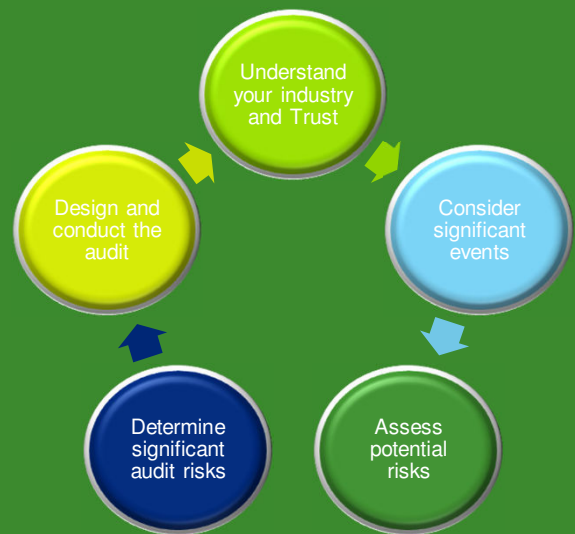 Understand
your industry
and Trust
Consider
significant
events
Assess
potential
risks
Determine
significant
audit risks
Design and
conduct the
audit